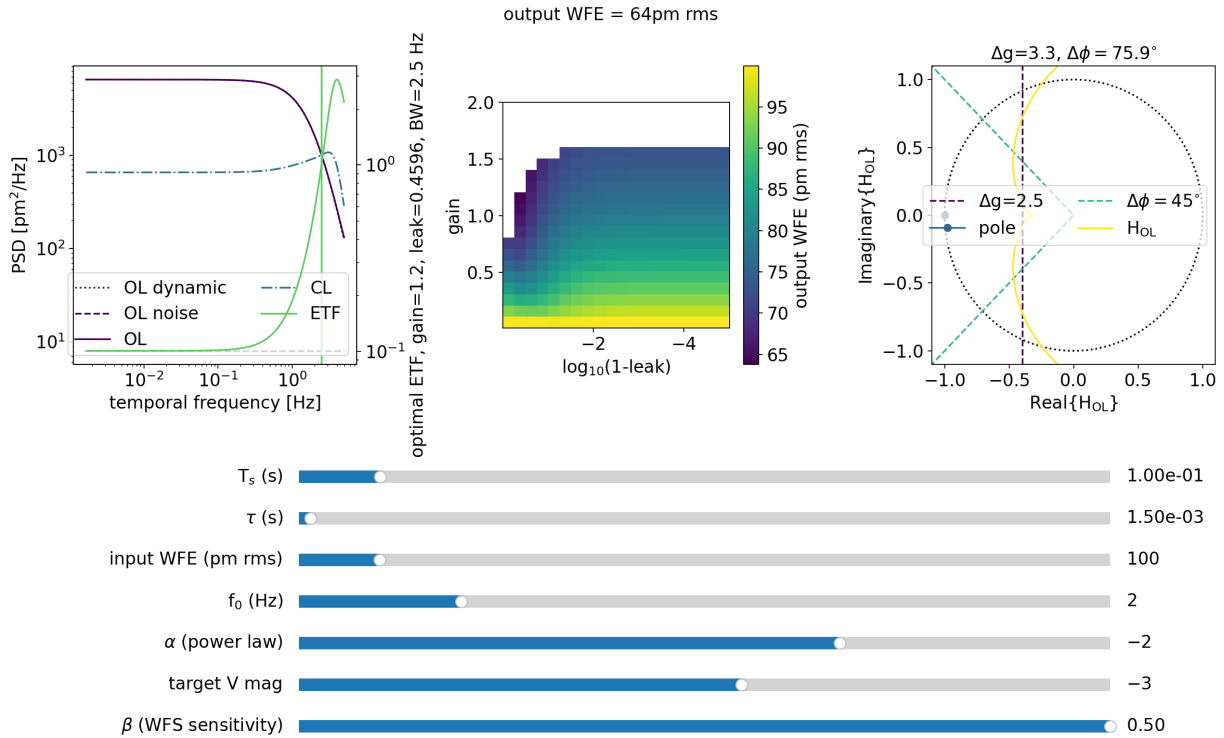 output WFE = 64pm rms
10³
10²
10¹
PSD [pm²/Hz]
10⁻²
10⁻¹
10⁰
temporal frequency [Hz]
OL dynamic
OL noise
OL
CL
ETF
10⁰
10⁻¹
optimal ETF, gain=1.2, leak=0.4596, BW=2.5 Hz
2.0
1.5
1.0
0.5
gain
−2
−4
log₁₀(1-leak)
95
90
85
80
75
70
65
output WFE (pm rms)
Δg=3.3, Δϕ = 75.9°
1.0
0.5
0.0
−0.5
−1.0
Imaginary{H_OL}
Δg=2.5
pole
Δϕ = 45°
H_OL
−1.0
−0.5
0.0
0.5
1.0
Real{H_OL}
Tₛ (s) 1.00e-01
τ (s) 1.50e-03
input WFE (pm rms) 100
f₀ (Hz) 2
α (power law) −2
target V mag −3
β (WFS sensitivity) 0.50